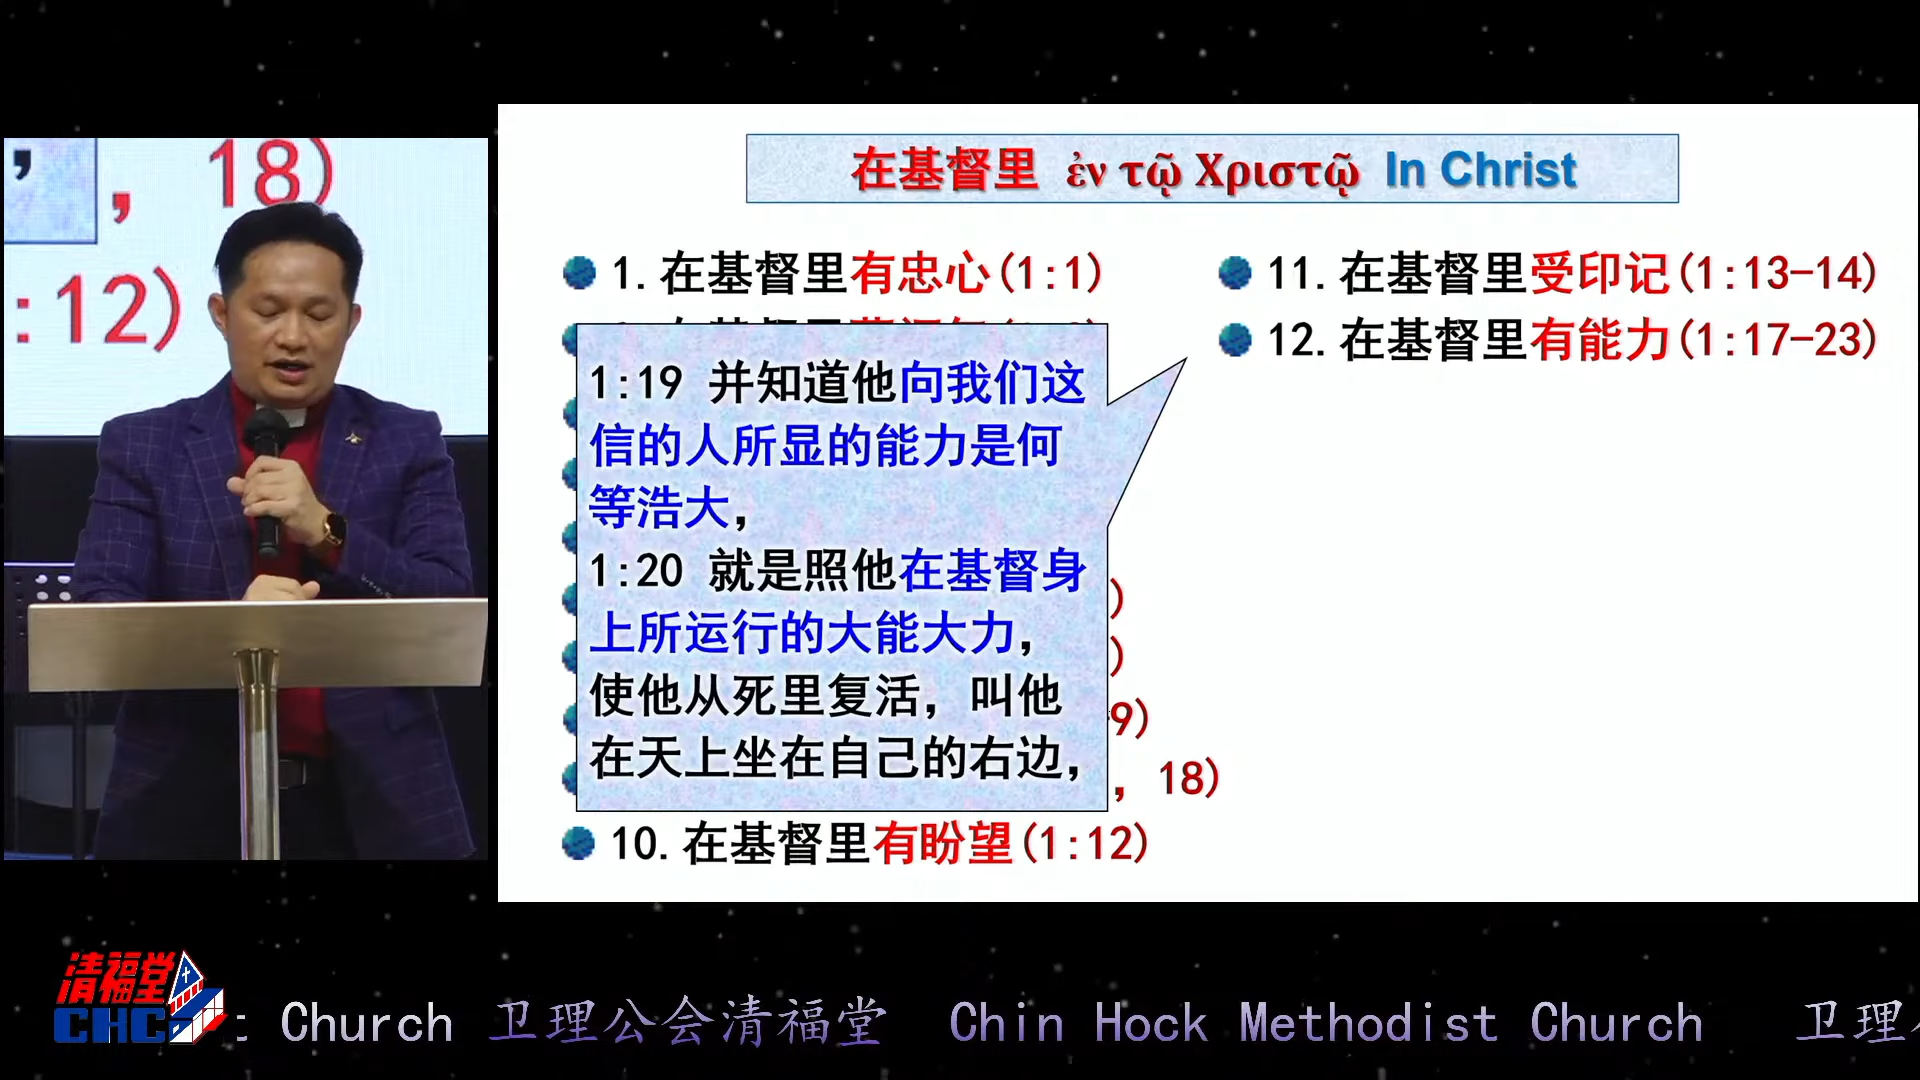 在基督里 ἐν τῷ Χριστῷ In Christ
1.在基督里有忠心(1:1)
11.在基督里受印记(1:13-14)
12.在基督里有能力(1:17-23)
1:19 并知道他向我们这
信的人所显的能力是何
等浩大,
1:20 就是照他在基督身
上所运行的大能大力,
使他从死里复活，叫他
在天上坐在自己的右边，
)
)
9)
, 18)
10.在基督里有盼望(1:12)
’
, 18)
:12)
清福堂
CHC
t Church 卫理公会清福堂 Chin Hock Methodist Church 卫理